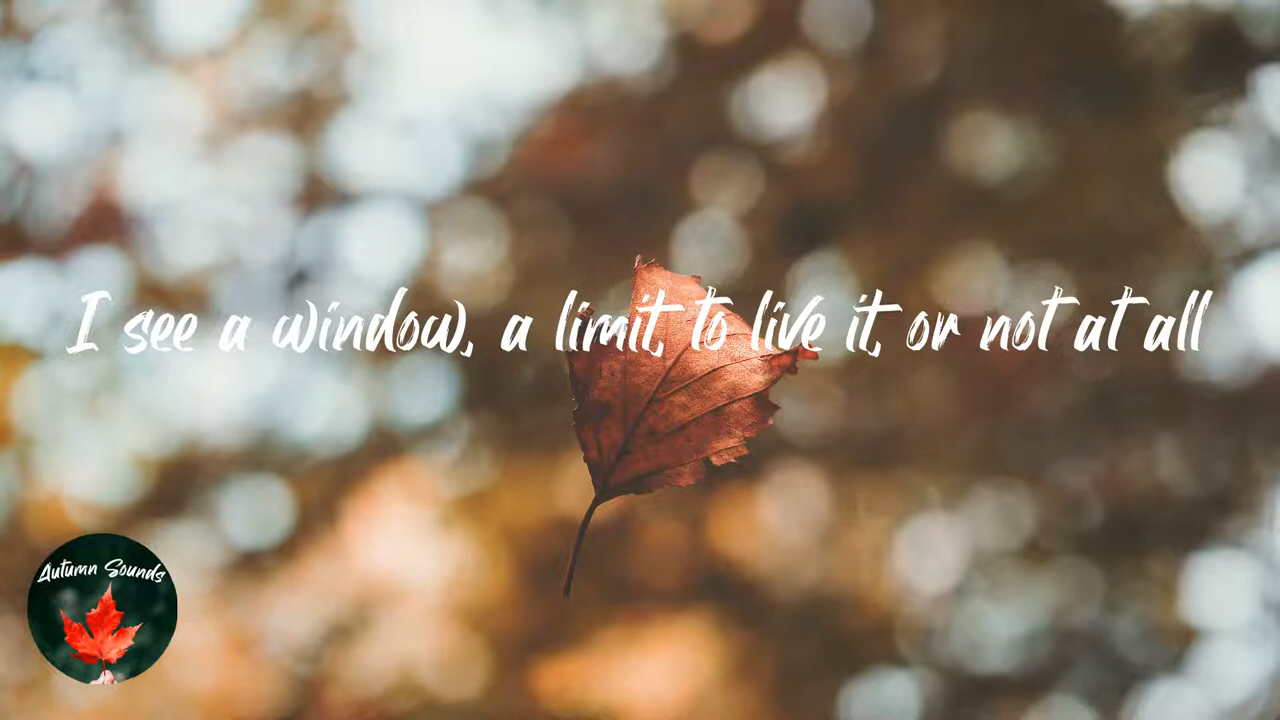 I see a window, a limit, to live it, or not at all
Autumn Sounds